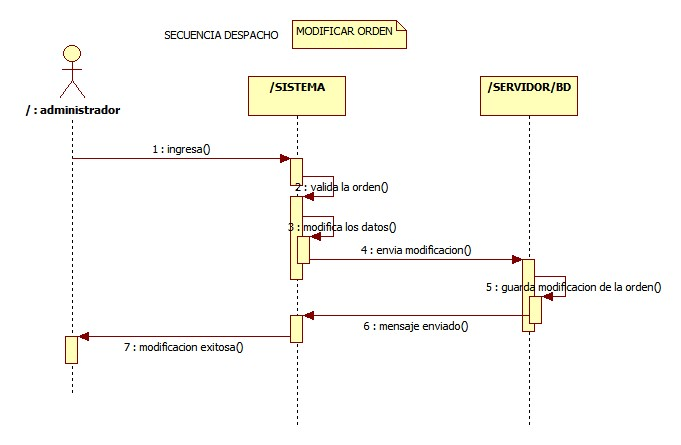 SECUENCIA DESPACHO
MODIFICAR ORDEN
/ : administrador
/SISTEMA
/SERVIDOR/BD
1 : ingresa()
2 : valida la orden()
3 : modifica los datos()
4 : envia modificacion()
5 : guarda modificacion de la orden()
6 : mensaje enviado()
7 : modificacion exitosa()